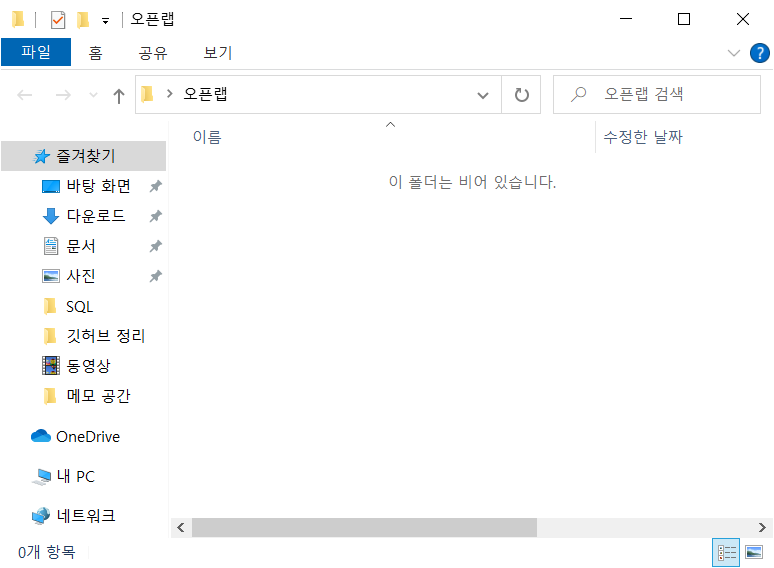 오픈랩
파일 홈 공유 보기
오픈랩 오픈랩 검색
이름 수정한 날짜
이 폴더는 비어 있습니다.
즐겨찾기
바탕 화면
다운로드
문서
사진
SQL
깃허브 정리
동영상
메모 공간
OneDrive
내 PC
네트워크
0개 항목